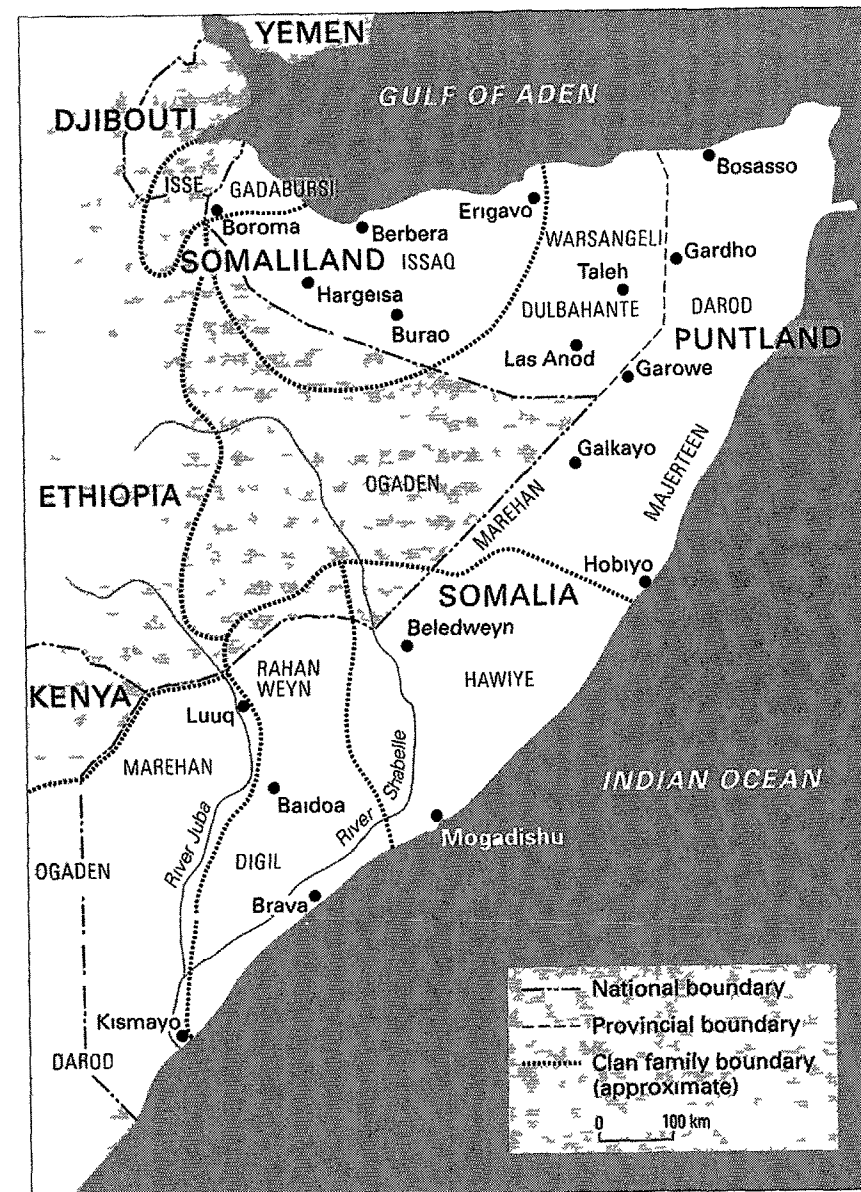 YEMEN
GULF OF ADEN
DJIBOUTI
Bosasso
ISSE
GADABURSI
Erigavo
Boroma
Berbera
WARSANGELI
SOMALILAND
ISSAQ
Gardho
Taleh
Hargeisa
DULBAHANTE
DAROD
Burao
PUNTLAND
Las Anod
Garowe
Galkayo
MAJERTEEN
OGADEN
MAREHAN
ETHIOPIA
Hobiyo
SOMALIA
Beledweyn
RAHAN
WEYN
HAWIYE
KENYA
Luuq
MAREHAN
INDIAN OCEAN
Baidoa
River Shabelle
River Juba
Mogadishu
OGADEN
DIGIL
Brava
National boundary
Provincial boundary
Kismayo
Clan family boundary
(approximate)
DAROD
0 100 km